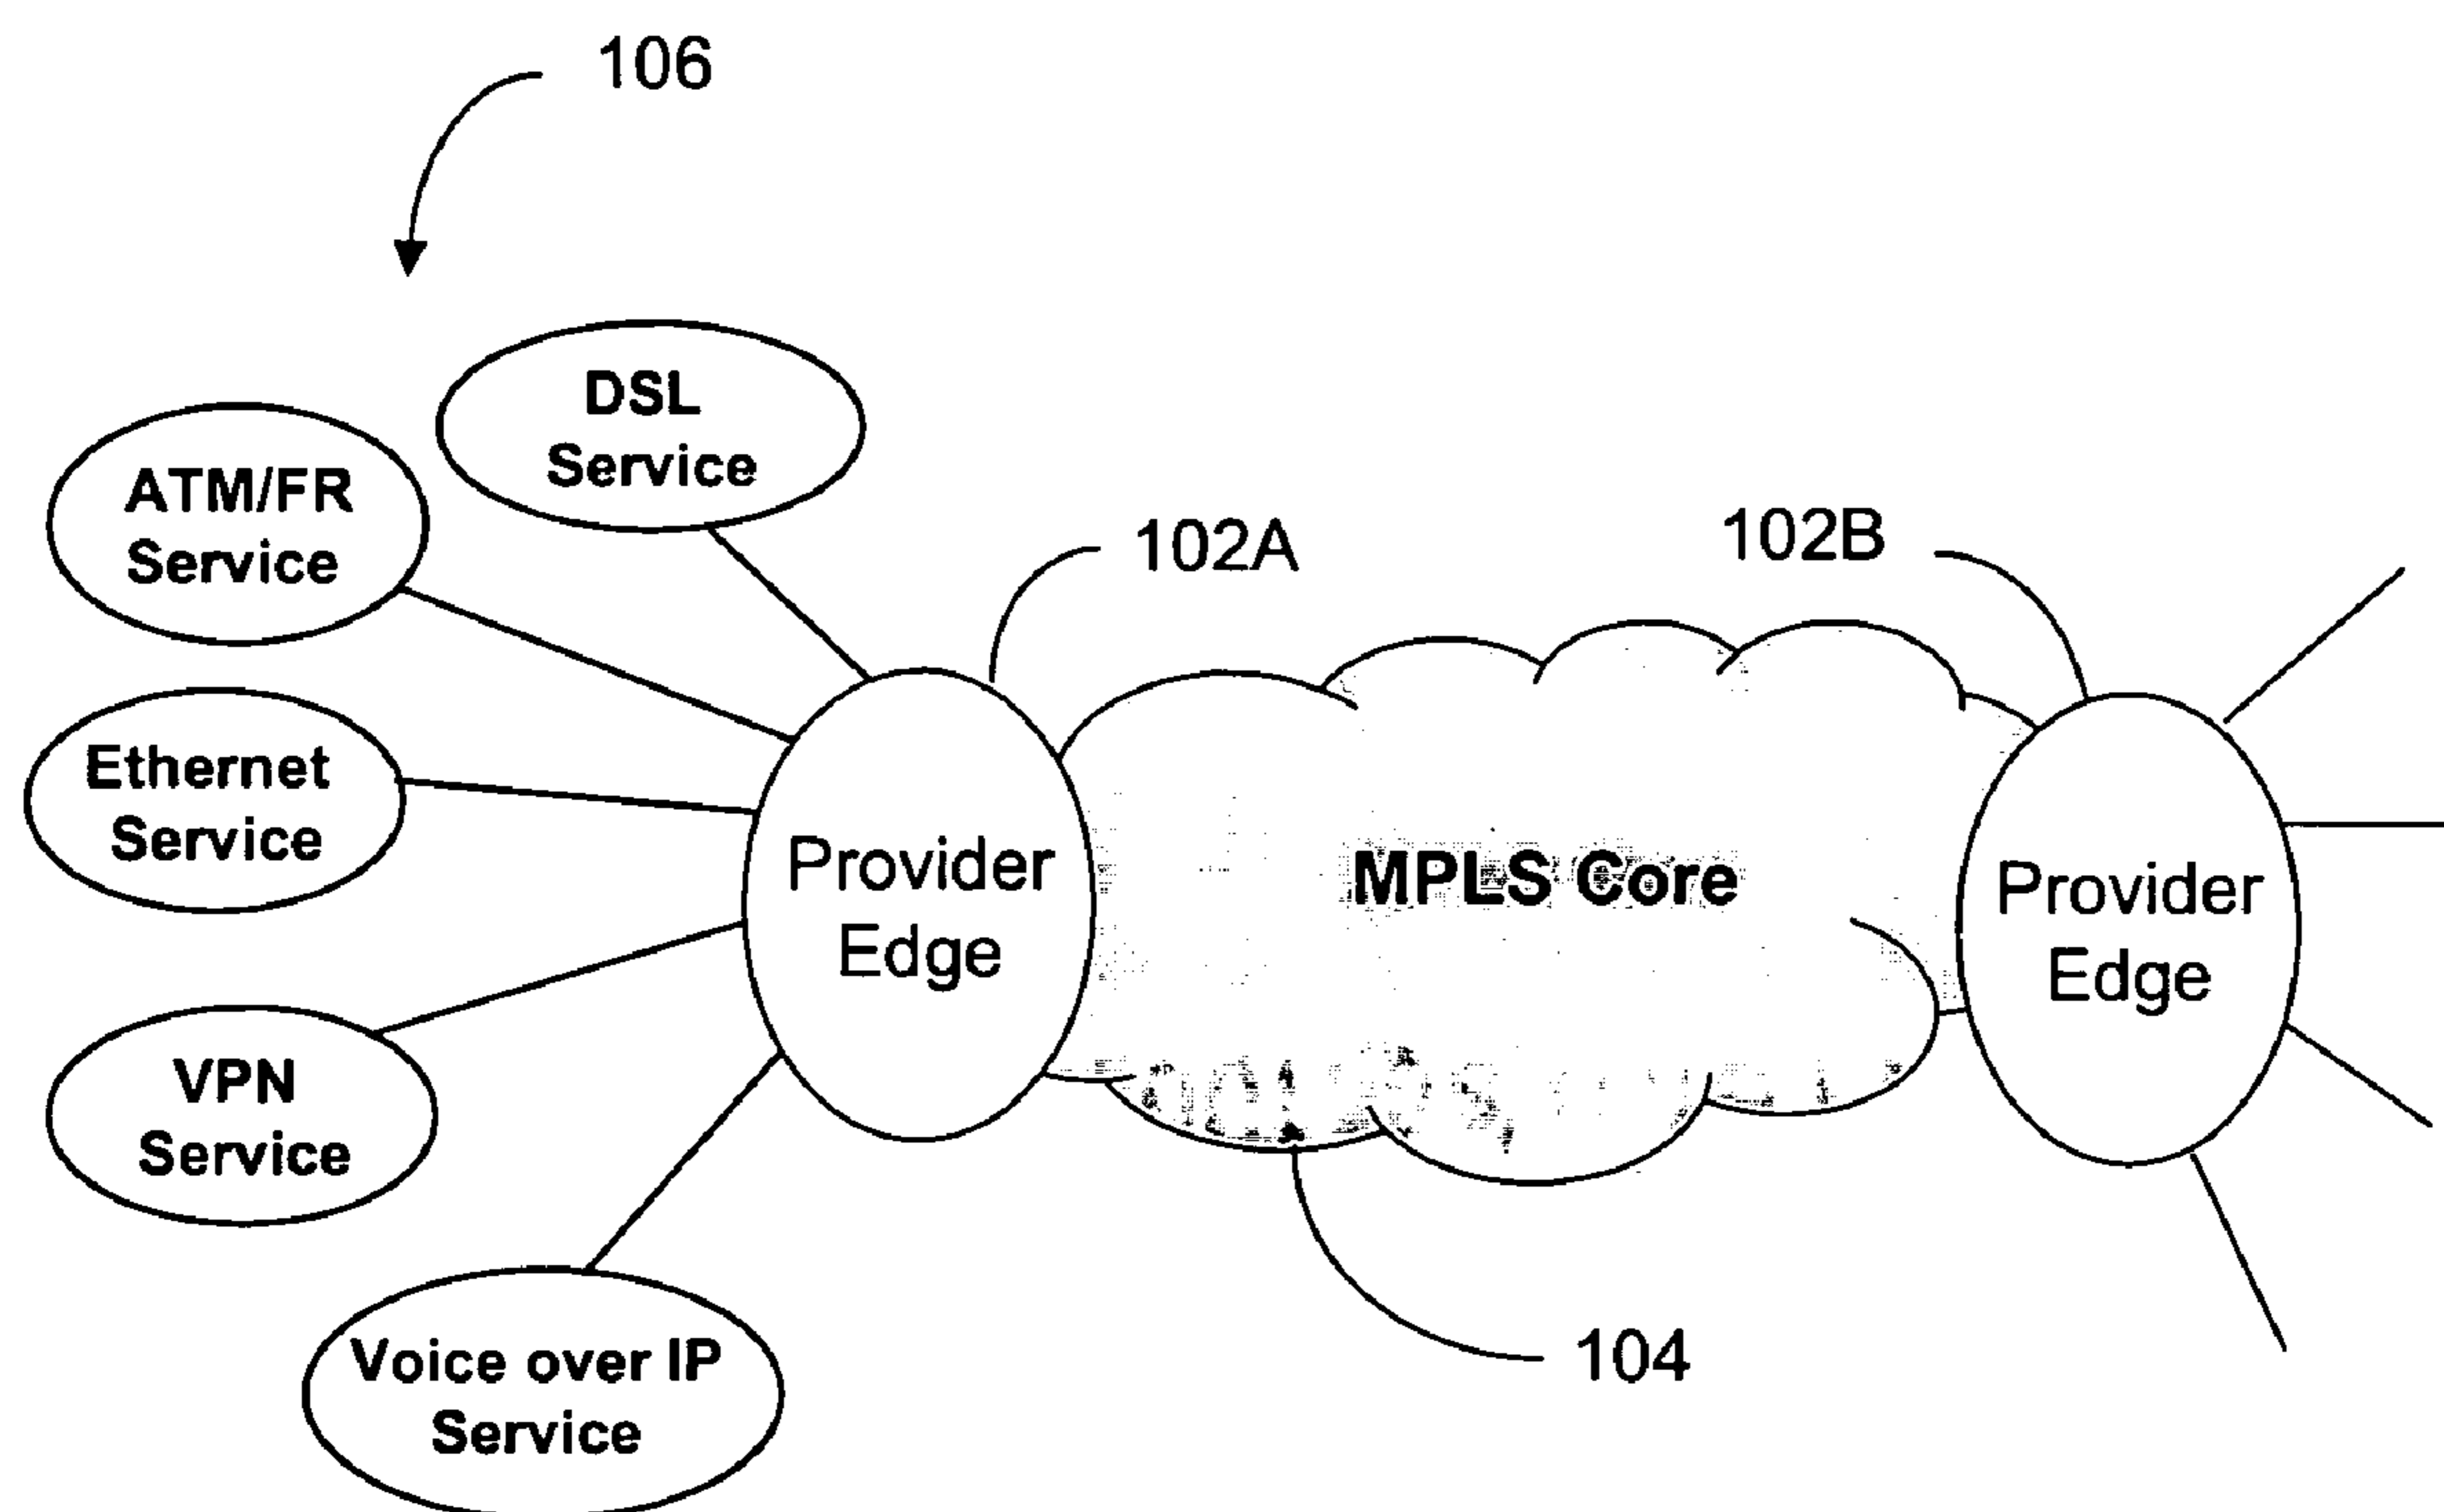 106
DSL
Service
ATM/FR
Service
102A
102B
Ethernet
Service
Provider
Edge
MPLS Core
Provider
Edge
VPN
Service
Voice over IP
Service
104